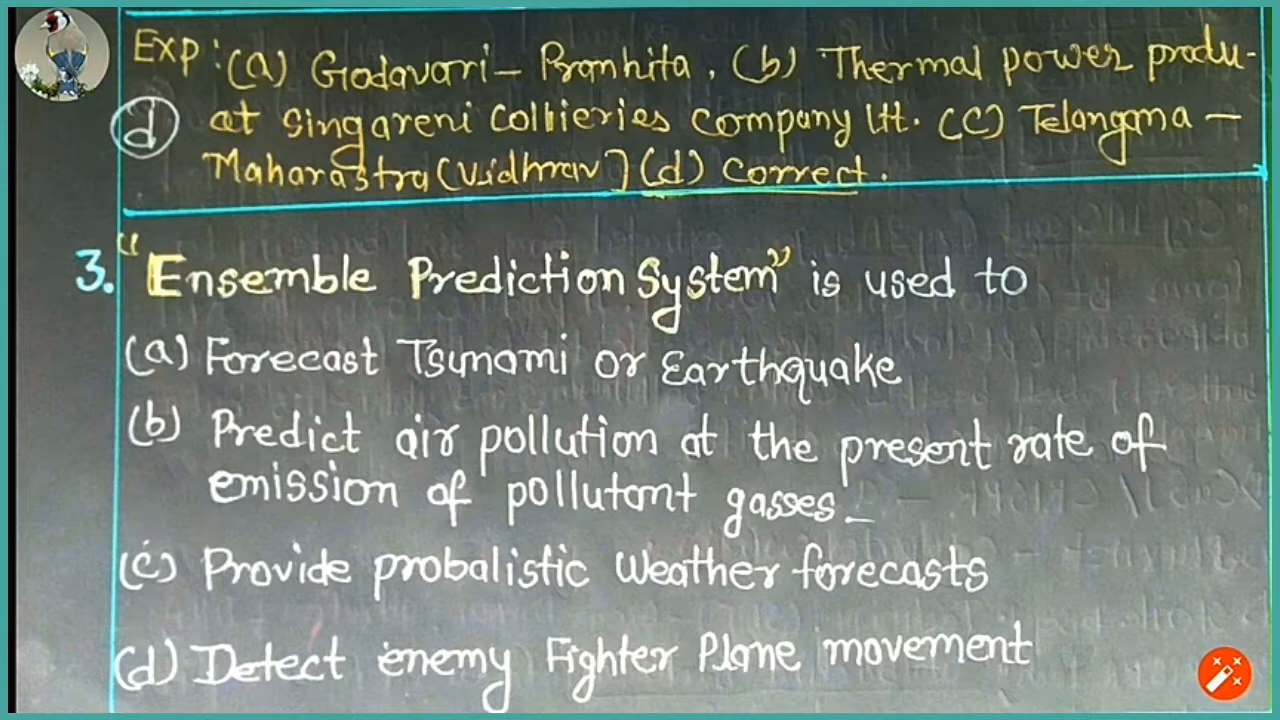 Exp: (a) Godavari - Pranhita, (b) Thermal power produ-
(d) at Singareni Collieries Company Ltt. (c) Telangana -
Maharastra (Vidhrav) (d) Correct.
3. "Ensemble Prediction System" is used to
(a) Forecast Tsunami or Earthquake
(b) Predict air pollution at the present rate of
emission of pollutant gasses -
(c) Provide probalistic Weather forecasts
(d) Detect enemy Fighter Plane movement